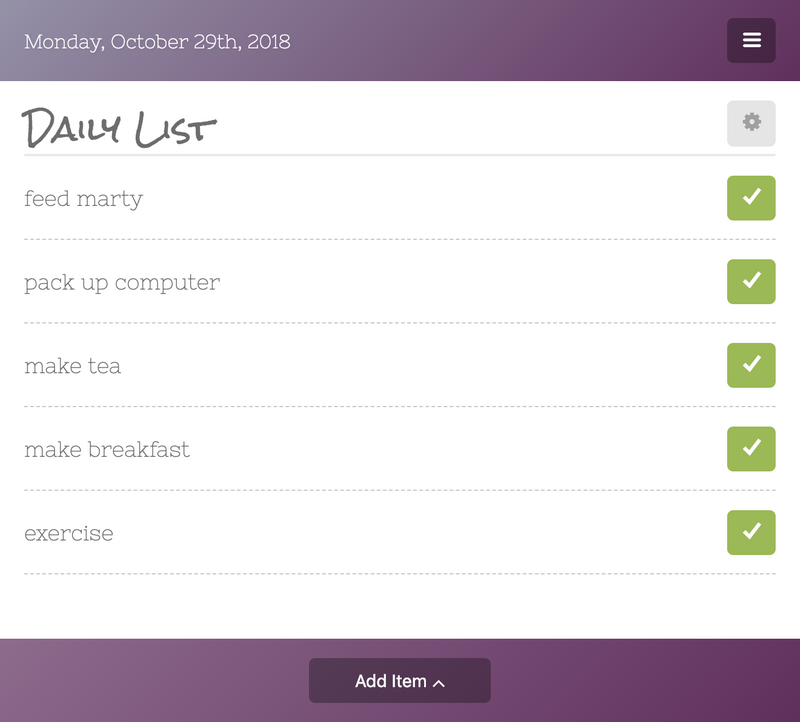 Monday, October 29th, 2018
Daily List
feed marty
pack up computer
make tea
make breakfast
exercise
Add Item